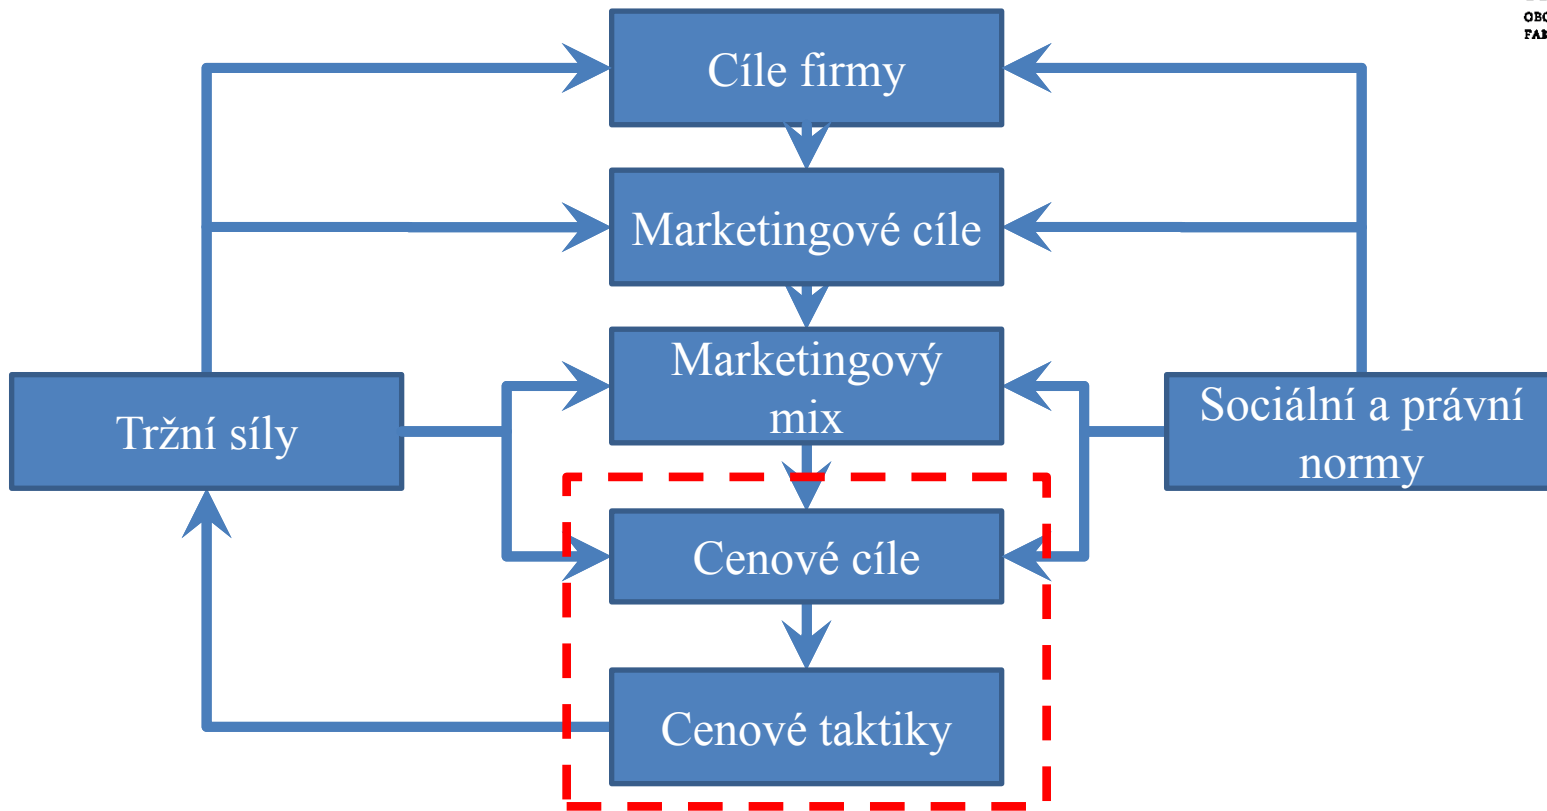 Cíle firmy
Marketingové cíle
Marketingový
mix
Tržní síly
Sociální a právní
normy
Cenové cíle
Cenové taktiky